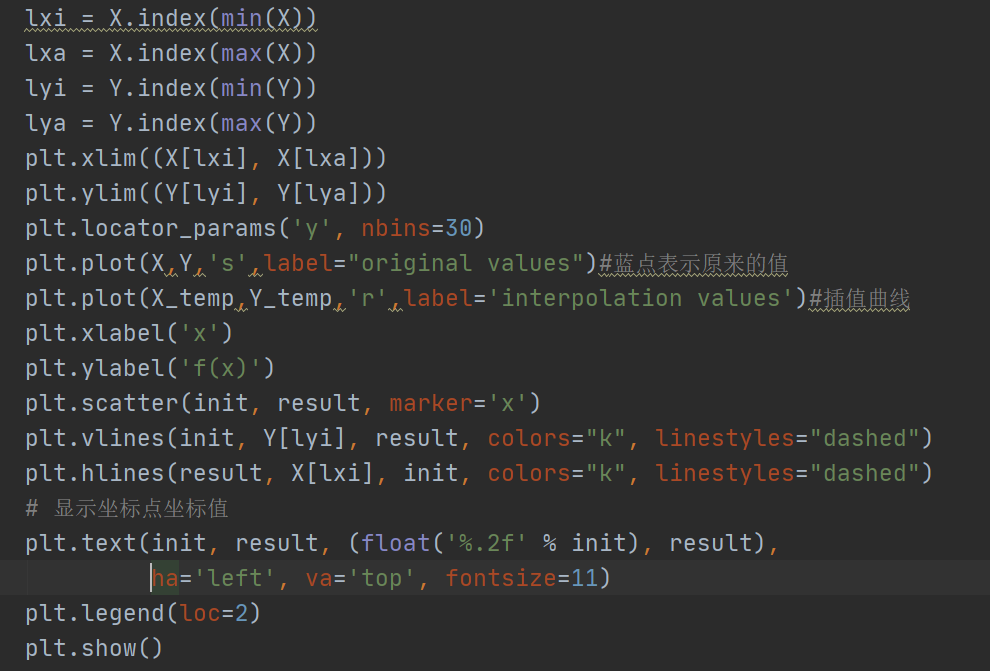 lxi = X.index(min(X))
lxa = X.index(max(X))
lyi = Y.index(min(Y))
lya = Y.index(max(Y))
plt.xlim((X[lxi], X[lxa]))
plt.ylim((Y[lyi], Y[lya]))
plt.locator_params('y', nbins=30)
plt.plot(X,Y,'s',label="original values")#蓝点表示原来的值
plt.plot(X_temp,Y_temp,'r',label='interpolation values')#插值曲线
plt.xlabel('x')
plt.ylabel('f(x)')
plt.scatter(init, result, marker='x')
plt.vlines(init, Y[lyi], result, colors="k", linestyles="dashed")
plt.hlines(result, X[lxi], init, colors="k", linestyles="dashed")
# 显示坐标点坐标值
plt.text(init, result, (float('%.2f' % init), result),
ha='left', va='top', fontsize=11)
plt.legend(loc=2)
plt.show()